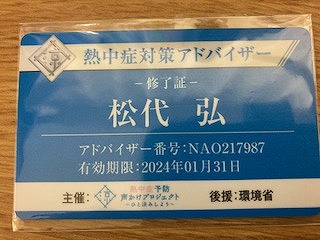 涼
熱中症対策アドバイザー
－修了証－
松代 弘
アドバイザー番号:NAO217987
有効期限:2024年01月31日
主催:
熱中症予防
声かけプロジェクト
～ひと涼みしよう～
後援:環境省